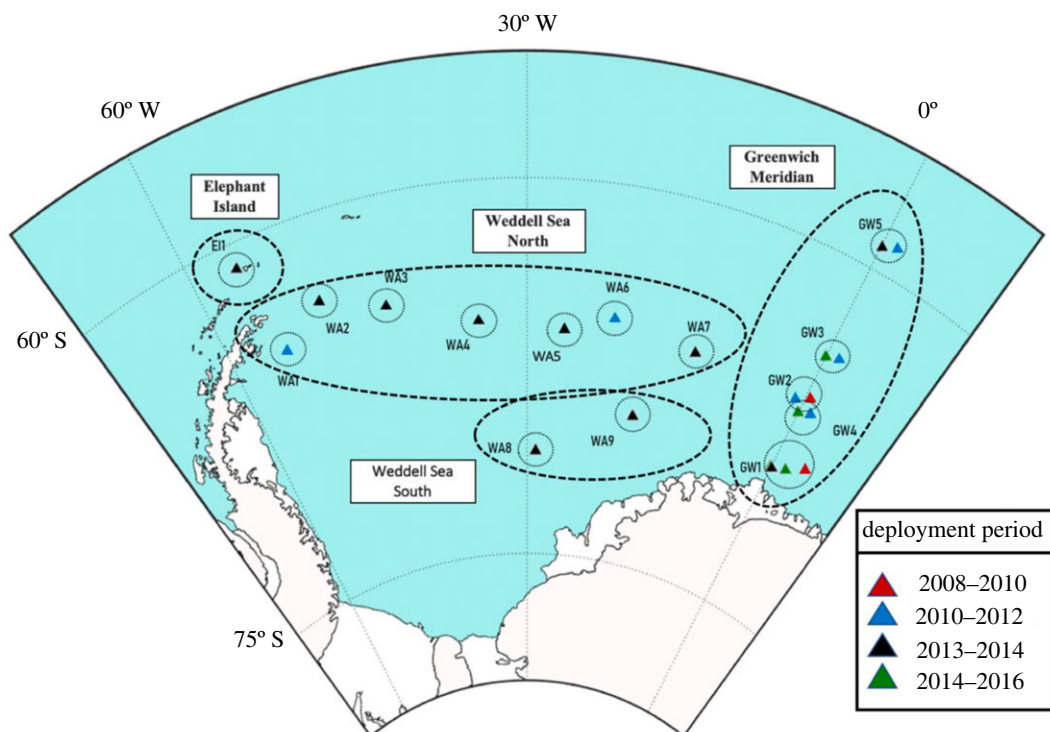 30º W
60º W
0º
Greenwich
Meridian
Elephant
Island
Weddell Sea
North
EI1
GW5
WA3
WA6
WA2
WA4
WA5
WA7
GW3
60º S
WA1
GW2
GW4
WA8
WA9
GW1
Weddell Sea
South
75º S
deployment period
2008–2010
2010–2012
2013–2014
2014–2016